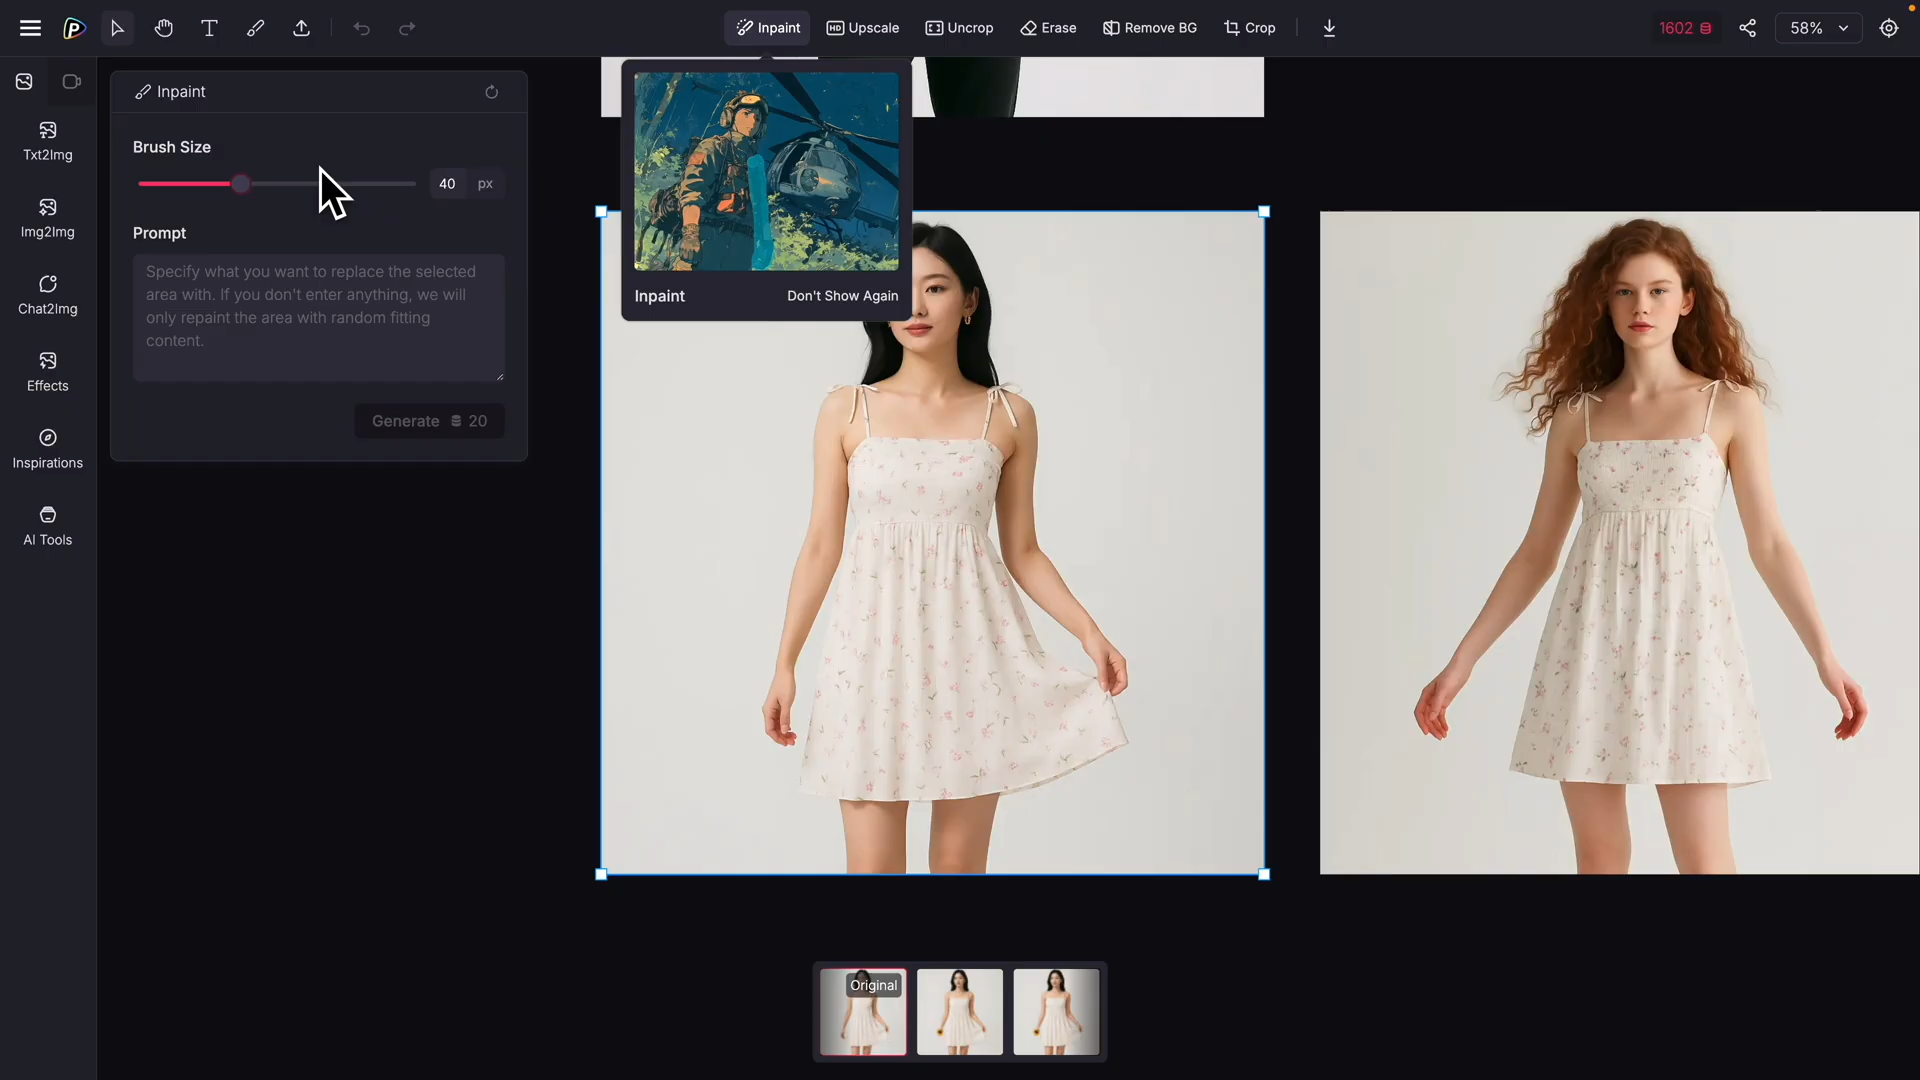 Inpaint
HD Upscale
Uncrop
Erase
Remove BG
Crop
1602
58%
Txt2Img
Img2Img
Chat2Img
Effects
Inspirations
AI Tools
Inpaint
Brush Size
40 px
Prompt
Specify what you want to replace the selected
area with. If you don't enter anything, we will
only repaint the area with random fitting
content.
Generate 20
Inpaint
Don't Show Again
Original